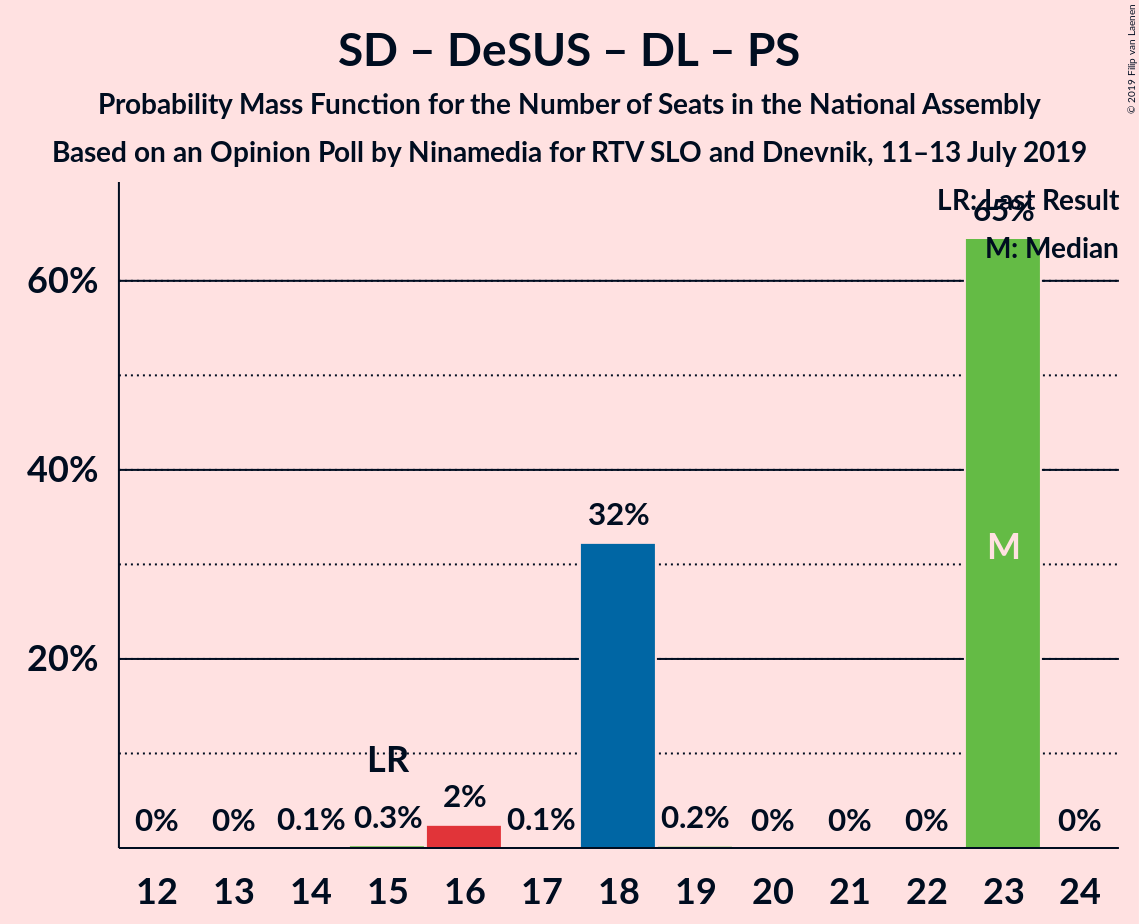 SD – DeSUS – DL – PS
Probability Mass Function for the Number of Seats in the National Assembly
Based on an Opinion Poll by Ninamedia for RTV SLO and Dnevnik, 11–13 July 2019
© 2019 Filip van Laenen
LR: Last Result
65%
M: Median
60%
40%
32%
M
20%
LR
2%
0% 0% 0.1% 0.3% 0.1% 0.2% 0% 0% 0% 0%
12 13 14 15 16 17 18 19 20 21 22 23 24